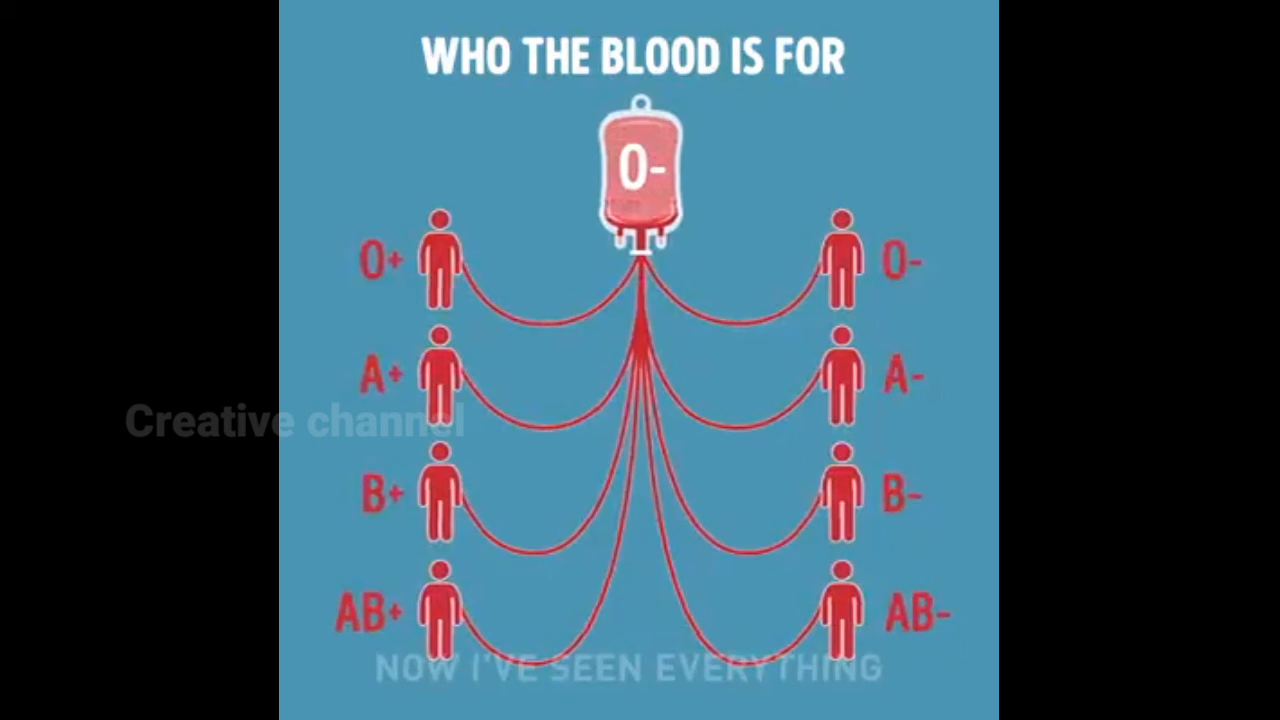 WHO THE BLOOD IS FOR
O-
O+
O-
A+
A-
Creative channel
B+
B-
AB+
AB-
NOW I'VE SEEN EVERYTHING